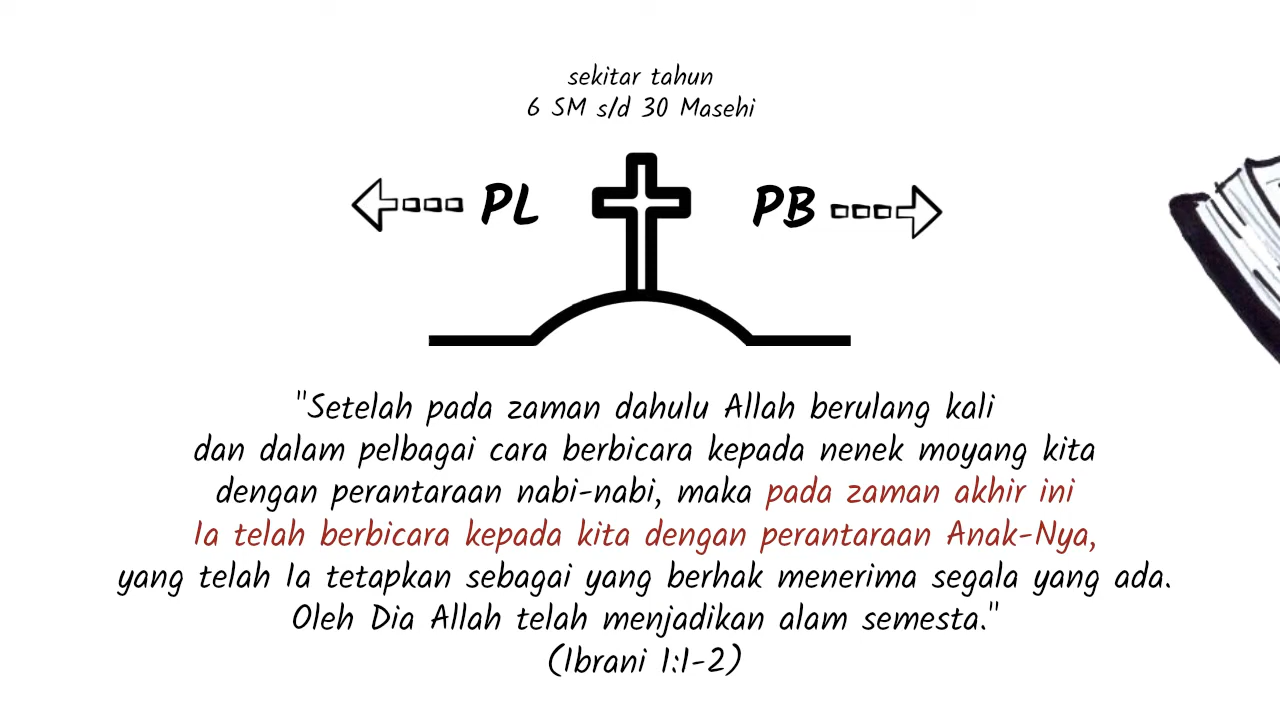 sekitar tahun
6 SM s/d 30 Masehi
PL PB
"Setelah pada zaman dahulu Allah berulang kali
dan dalam pelbagai cara berbicara kepada nenek moyang kita
dengan perantaraan nabi-nabi, maka pada zaman akhir ini
Ia telah berbicara kepada kita dengan perantaraan Anak-Nya,
yang telah Ia tetapkan sebagai yang berhak menerima segala yang ada.
Oleh Dia Allah telah menjadikan alam semesta."
(Ibrani 1:1-2)